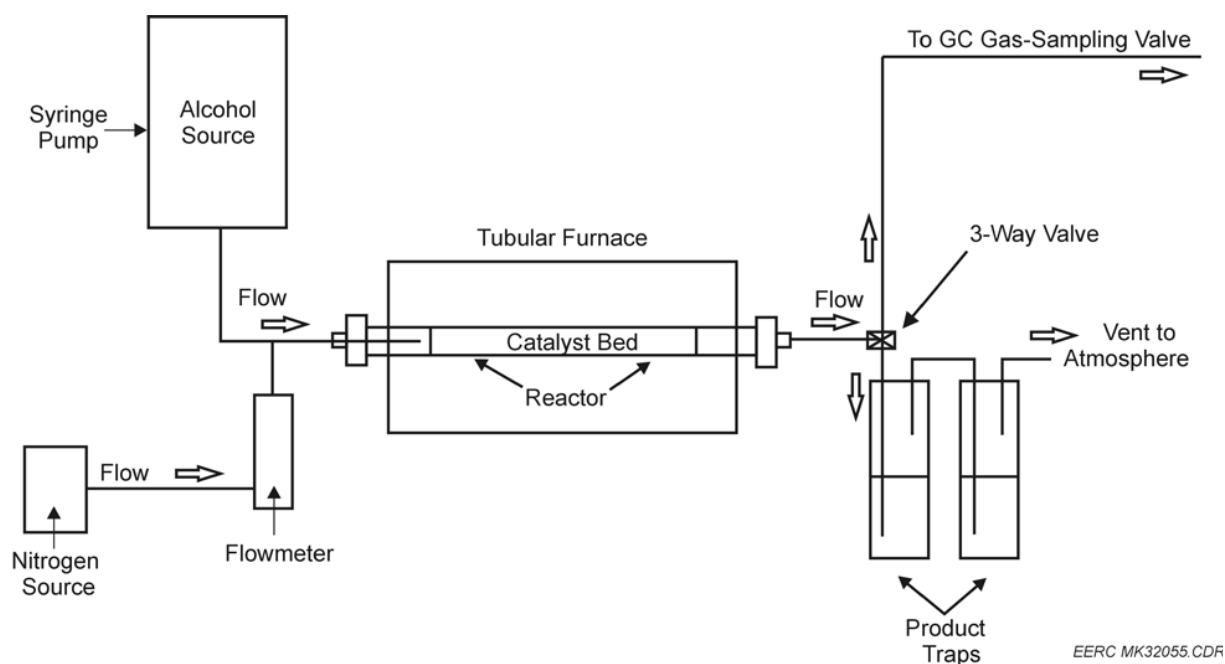 To GC Gas-Sampling Valve
Syringe
Pump
Alcohol
Source
Tubular Furnace
3-Way Valve
Flow
Flow
Catalyst Bed
Vent to
Atmosphere
Reactor
Flow
Nitrogen
Source
Flowmeter
Product
Traps
EERC MK32055.CDR